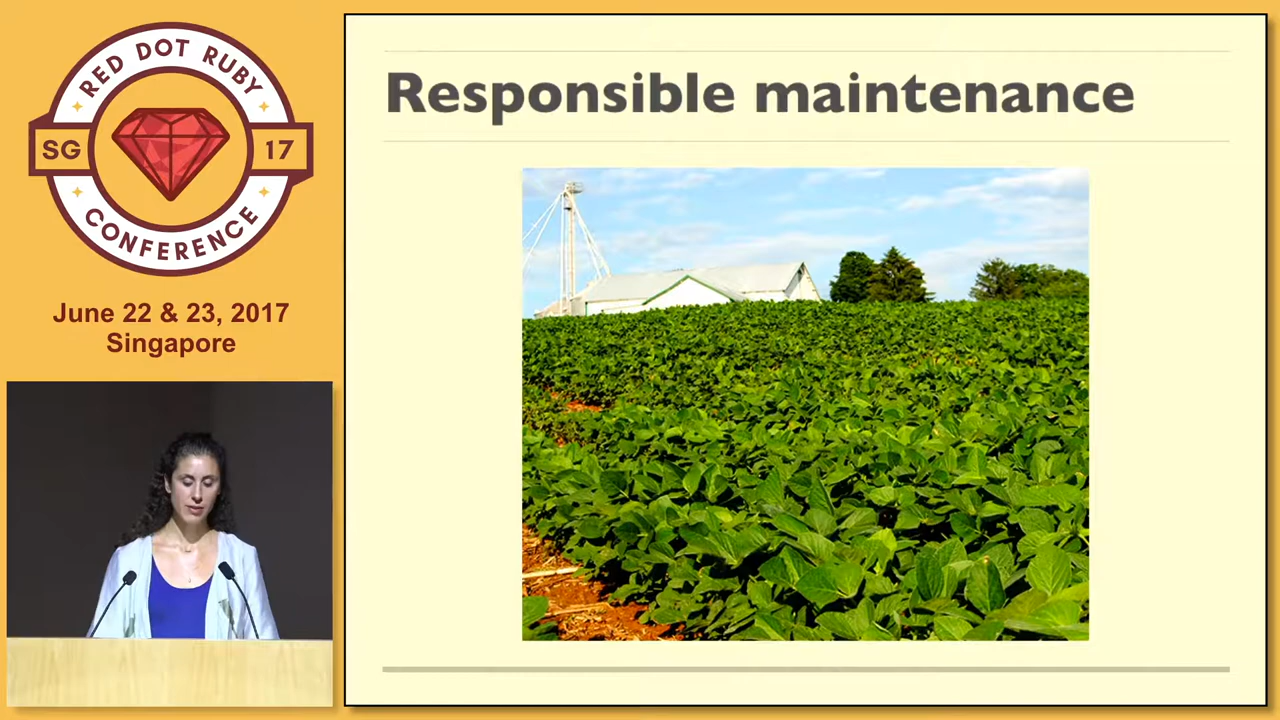 RED DOT RUBY
SG 17
CONFERENCE
June 22 & 23, 2017
Singapore
Responsible maintenance